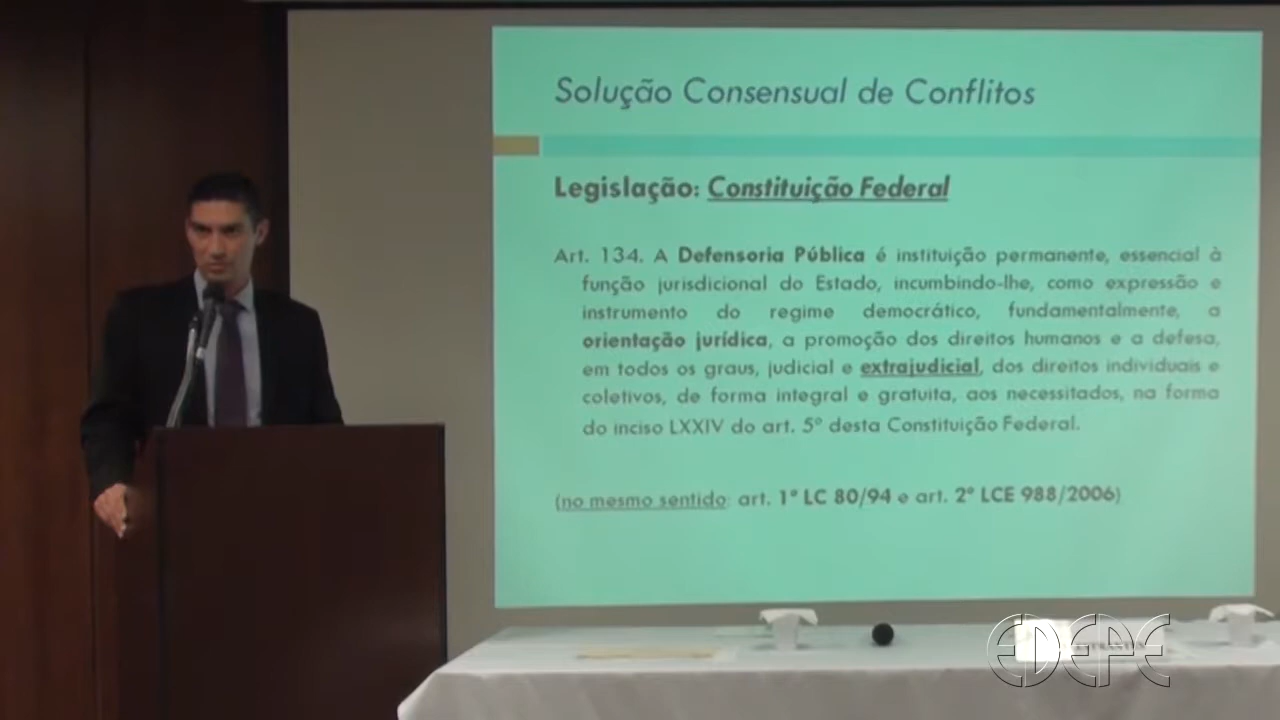 Solução Consensual de Conflitos
Legislação: Constituição Federal
Art. 134. A Defensoria Pública é instituição permanente, essencial à
função jurisdicional do Estado, incumbindo-lhe, como expressão e
instrumento do regime democrático, fundamentalmente, a
orientação jurídica, a promoção dos direitos humanos e a defesa,
em todos os graus, judicial e extrajudicial, dos direitos individuais e
coletivos, de forma integral e gratuita, aos necessitados, na forma
do inciso LXXIV do art. 5º desta Constituição Federal.
(no mesmo sentido: art. 1º LC 80/94 e art. 2º LCE 988/2006)
EDEPE